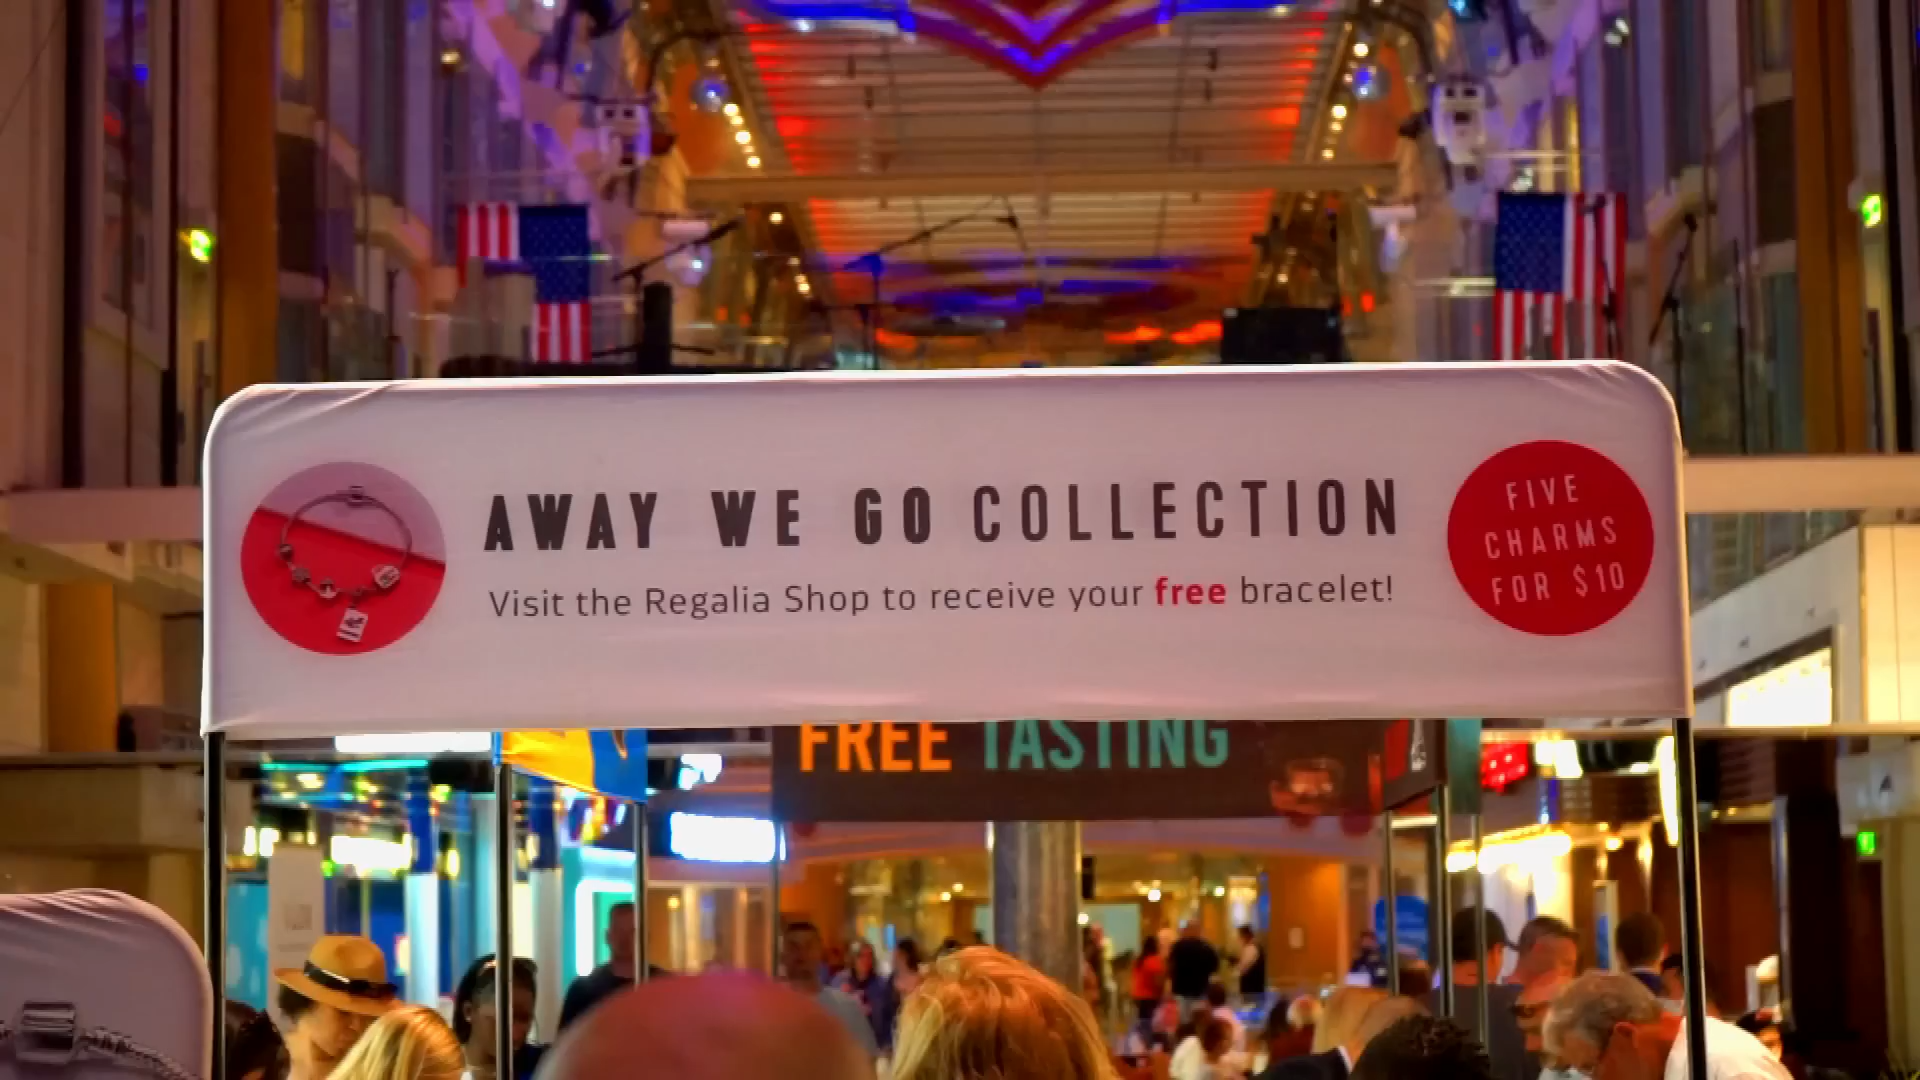 AWAY WE GO COLLECTION
Visit the Regalia Shop to receive your free bracelet!
FIVE
CHARMS
FOR $10
FREE TASTING